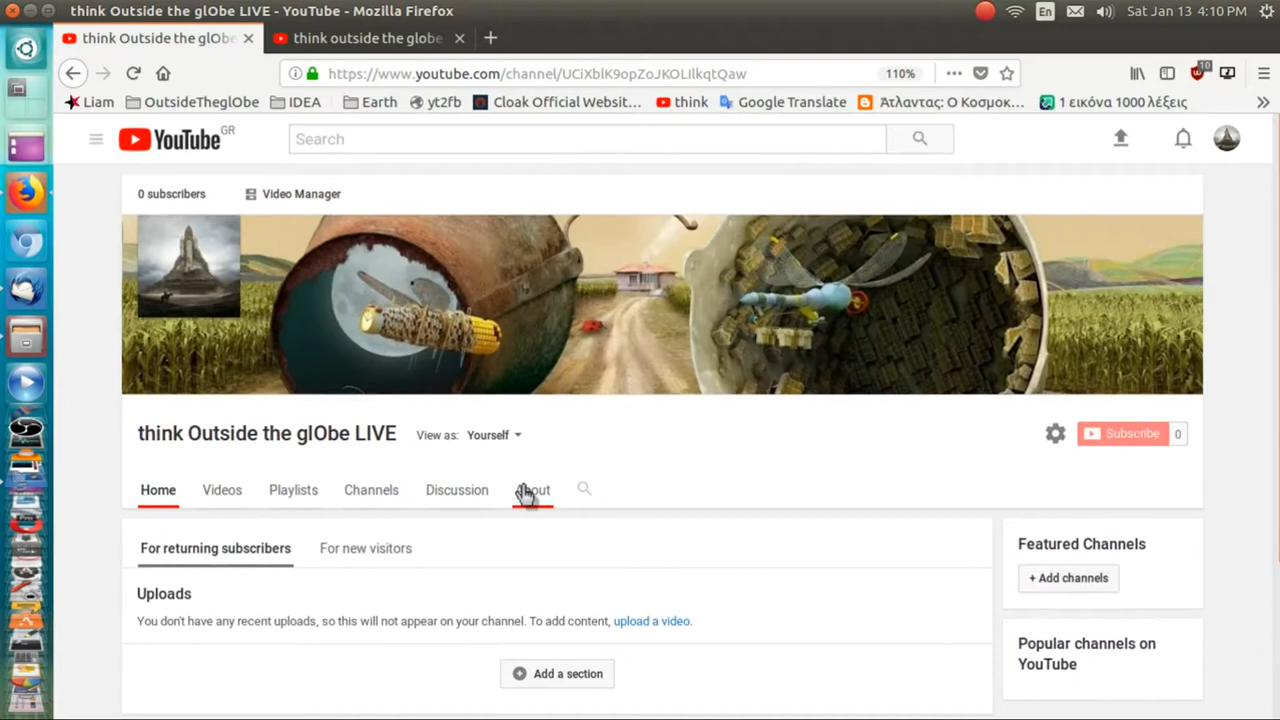 think Outside the glObe LIVE - YouTube - Mozilla Firefox
En
Sat Jan 13 4:10 PM
think Outside the glObe
think outside the globe
https://www.youtube.com/channel/UCiXblK9opZoJKOLIlkqtQaw
110%
10
Liam
OutsideTheglObe
IDEA
Earth
yt2fb
Cloak Official Websit...
think
Google Translate
Άτλαντας: Ο Κοσμοκ...
1 εικόνα 1000 λέξεις
YouTube GR
Search
0 subscribers
Video Manager
think Outside the glObe LIVE
View as: Yourself
Subscribe 0
Home Videos Playlists Channels Discussion
For returning subscribers
For new visitors
Uploads
You don't have any recent uploads, so this will not appear on your channel. To add content, upload a video.
Add a section
Featured Channels
+ Add channels
Popular channels on
YouTube